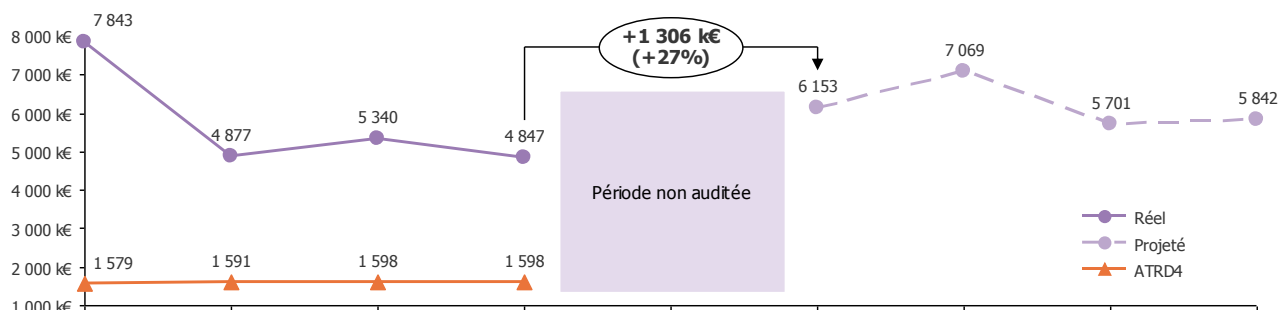 7 843
8 000 k€
+1 306 k€
(+27%)
7 069
7 000 k€
6 153
6 000 k€
5 340
5 701
5 842
4 877
4 847
5 000 k€
4 000 k€
Période non auditée
3 000 k€
Réel
Projeté
2 000 k€
1 579
1 591
1 598
1 598
ATRD4
1 000 k€